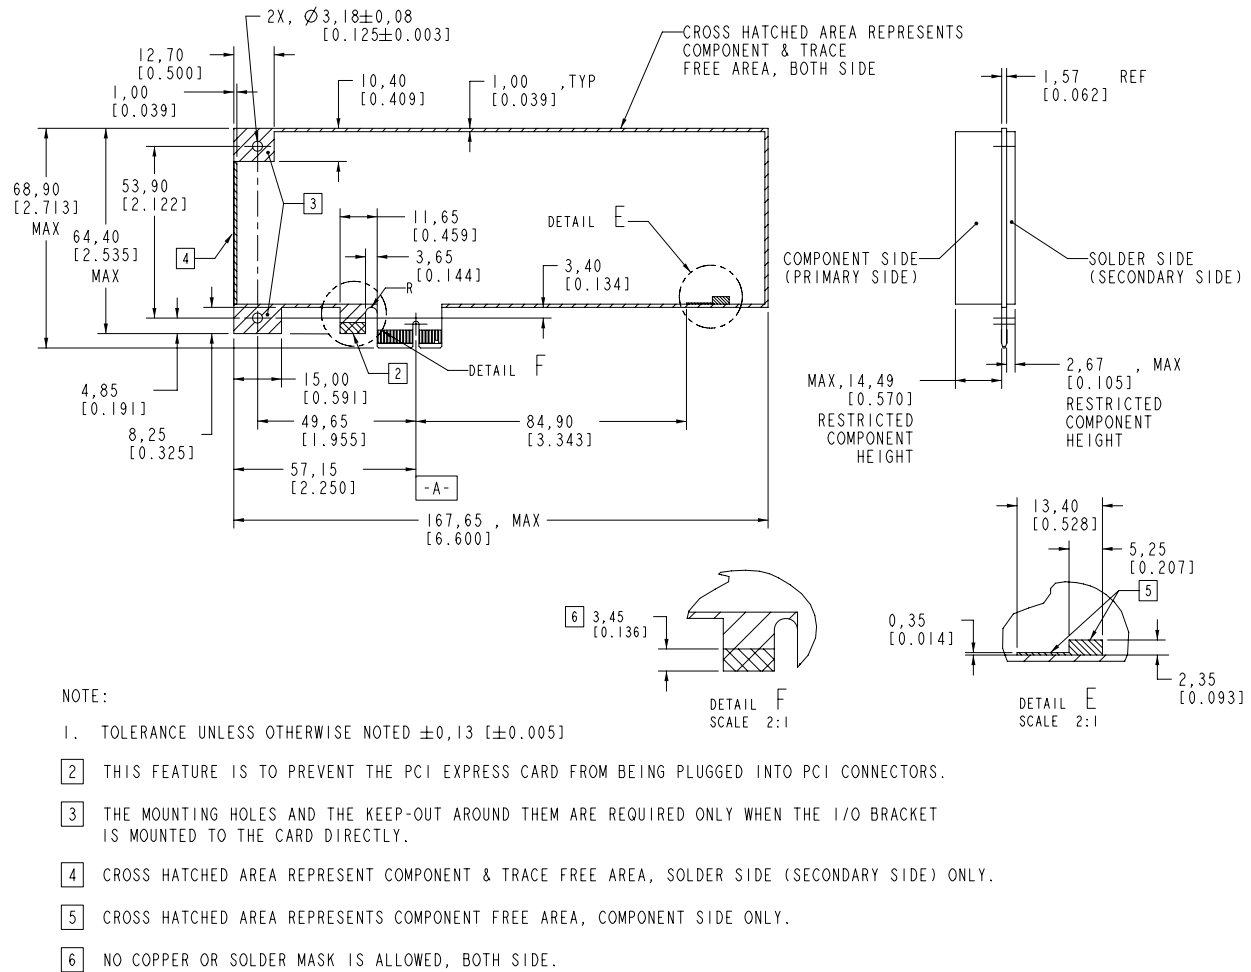 2X, Ø3,18±0,08
[0.125±0.003]
12,70
[0.500]
1,00
[0.039]
10,40
[0.409]
1,00 ,TYP
[0.039]
CROSS HATCHED AREA REPRESENTS
COMPONENT & TRACE
FREE AREA, BOTH SIDE
1,57 REF
[0.062]
68,90
[2.713]
MAX
53,90
[2.122]
64,40
[2.535]
MAX
3
4
11,65
[0.459]
3,65
[0.144]
R
DETAIL E
3,40
[0.134]
COMPONENT SIDE
(PRIMARY SIDE)
SOLDER SIDE
(SECONDARY SIDE)
2
DETAIL F
4,85
[0.191]
8,25
[0.325]
15,00
[0.591]
49,65
[1.955]
84,90
[3.343]
57,15
[2.250]
-A-
167,65 , MAX
[6.600]
MAX,14,49
[0.570]
RESTRICTED
COMPONENT
HEIGHT
2,67 , MAX
[0.105]
RESTRICTED
COMPONENT
HEIGHT
13,40
[0.528]
5,25
[0.207]
5
0,35
[0.014]
2,35
[0.093]
DETAIL E
SCALE 2:1
6 3,45
[0.136]
DETAIL F
SCALE 2:1
NOTE:
1. TOLERANCE UNLESS OTHERWISE NOTED ±0,13 [±0.005]
2 THIS FEATURE IS TO PREVENT THE PCI EXPRESS CARD FROM BEING PLUGGED INTO PCI CONNECTORS.
3 THE MOUNTING HOLES AND THE KEEP-OUT AROUND THEM ARE REQUIRED ONLY WHEN THE I/O BRACKET
IS MOUNTED TO THE CARD DIRECTLY.
4 CROSS HATCHED AREA REPRESENT COMPONENT & TRACE FREE AREA, SOLDER SIDE (SECONDARY SIDE) ONLY.
5 CROSS HATCHED AREA REPRESENTS COMPONENT FREE AREA, COMPONENT SIDE ONLY.
6 NO COPPER OR SOLDER MASK IS ALLOWED, BOTH SIDE.